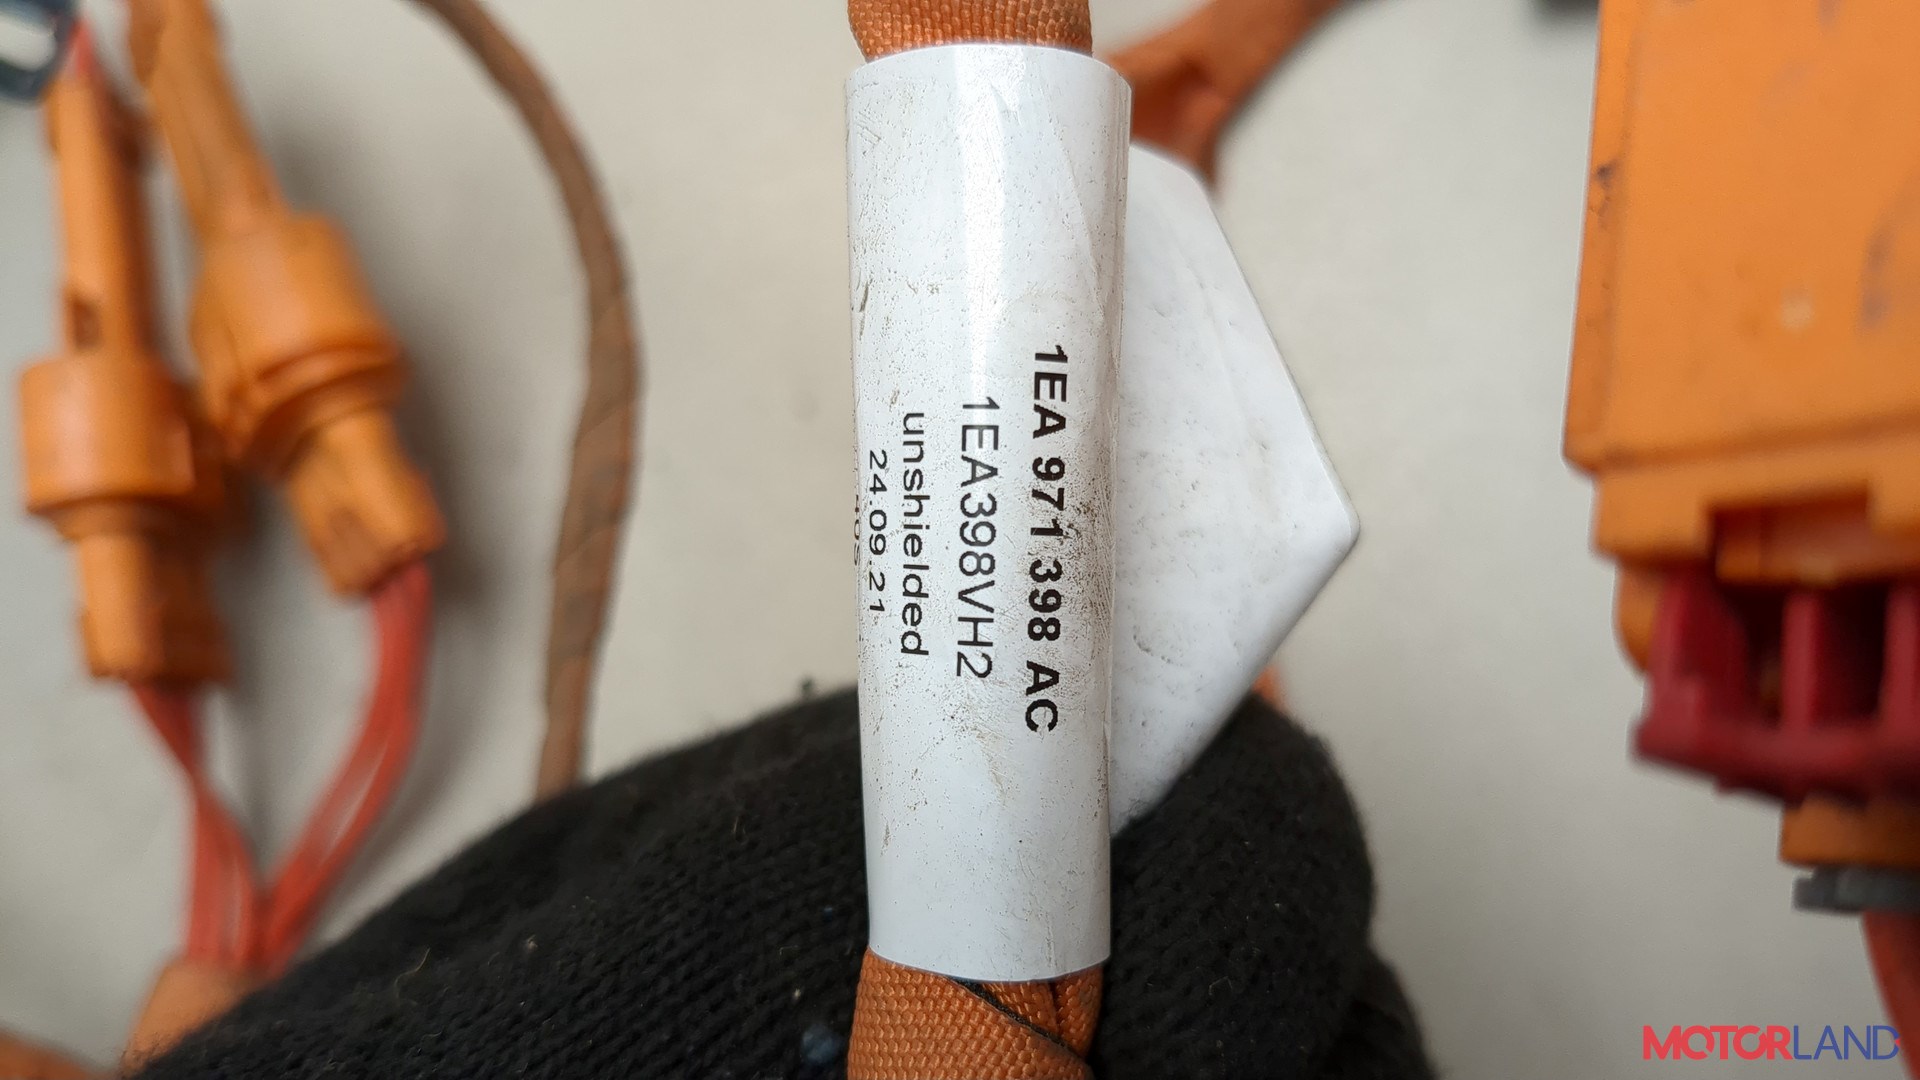 1EA 971 398 AC
1EA398VH2
unshielded
24.09.21
MOTORLAND